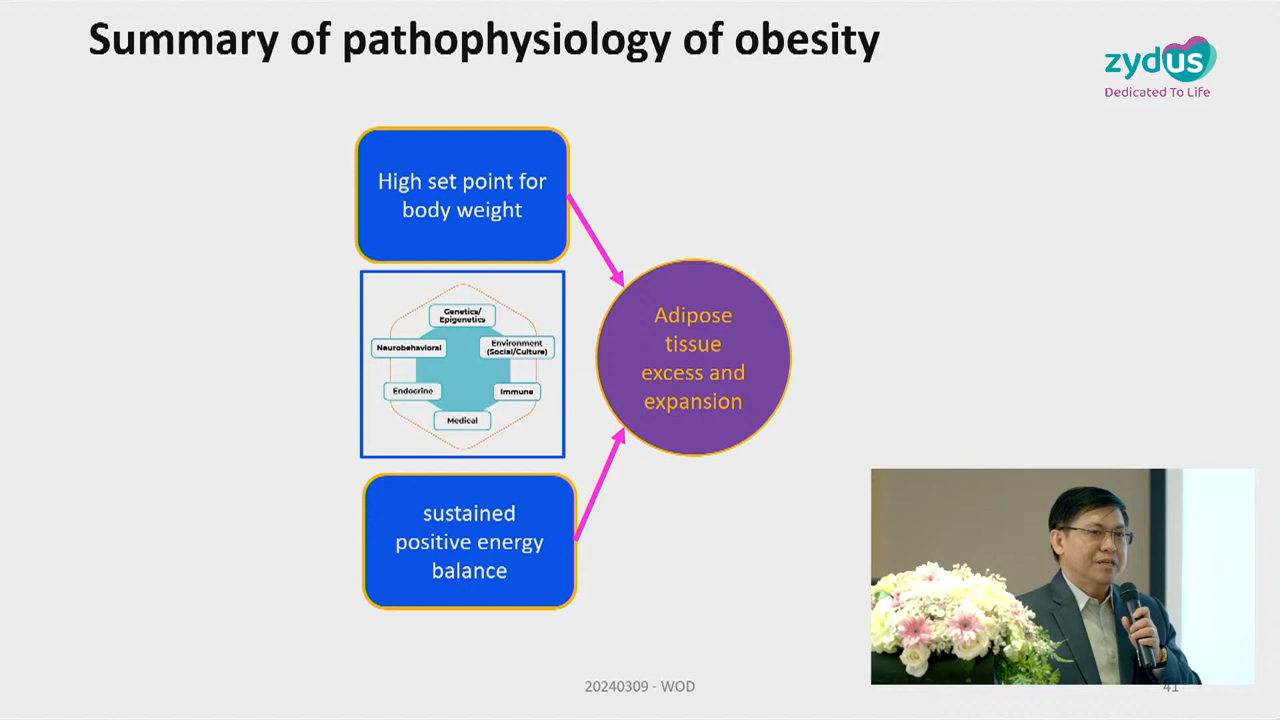 Summary of pathophysiology of obesity
zydus
Dedicated To Life
High set point for
body weight
Genetics/
Epigenetics
Neurobehavioral
Environment
(Social/Culture)
Endocrine
Immune
Medical
Adipose
tissue
excess and
expansion
sustained
positive energy
balance
20240309 - WOD
41